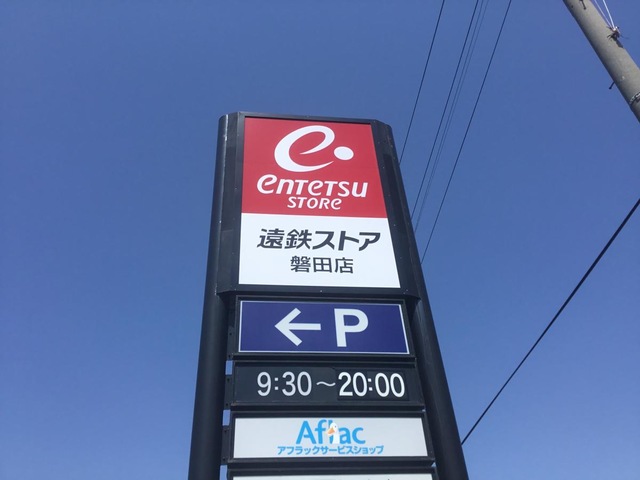 e
entetsu
store
遠鉄ストア
磐田店
← P
9:30〜20:00
Aflac
アフラックサービスショップ